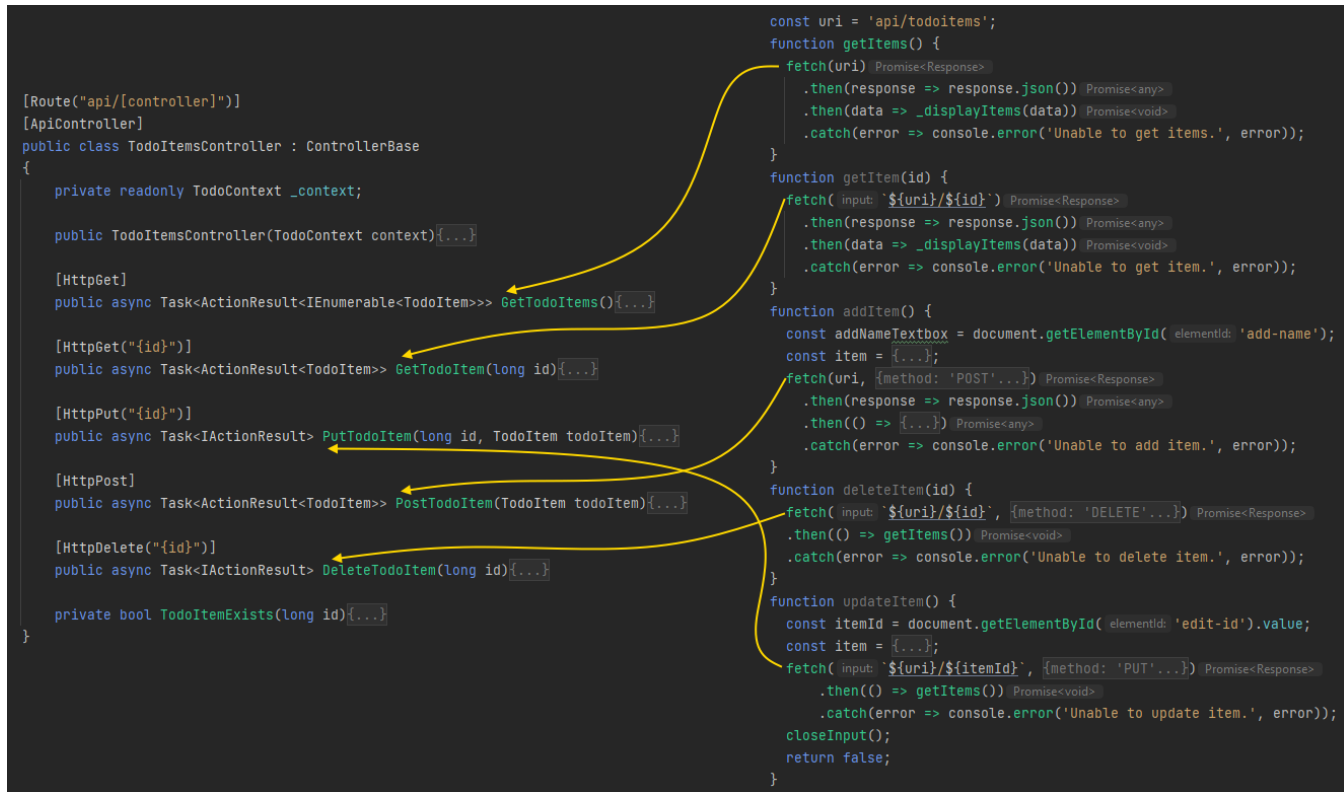 [Route("api/[controller]")]
[ApiController]
public class TodoItemsController : ControllerBase
{
    private readonly TodoContext _context;
    public TodoItemsController(TodoContext context){...}
    [HttpGet]
    public async Task<ActionResult<IEnumerable<TodoItem>>> GetTodoItems(){...}
    [HttpGet("{id}")]
    public async Task<ActionResult<TodoItem>> GetTodoItem(long id){...}
    [HttpPut("{id}")]
    public async Task<IActionResult> PutTodoItem(long id, TodoItem todoItem){...}
    [HttpPost]
    public async Task<ActionResult<TodoItem>> PostTodoItem(TodoItem todoItem){...}
    [HttpDelete("{id}")]
    public async Task<IActionResult> DeleteTodoItem(long id){...}
    private bool TodoItemExists(long id){...}
}
const uri = 'api/todoitems';
function getItems() {
  fetch(uri) Promise<Response>
    .then(response => response.json()) Promise<any>
    .then(data => _displayItems(data)) Promise<void>
    .catch(error => console.error('Unable to get items.', error));
}
function getItem(id) {
  fetch( input: `${uri}/${id}`) Promise<Response>
    .then(response => response.json()) Promise<any>
    .then(data => _displayItems(data)) Promise<void>
    .catch(error => console.error('Unable to get item.', error));
}
function addItem() {
  const addNameTextbox = document.getElementById( elementId: 'add-name');
  const item = {...};
  fetch(uri, {method: 'POST'...}) Promise<Response>
    .then(response => response.json()) Promise<any>
    .then(() => {...}) Promise<any>
    .catch(error => console.error('Unable to add item.', error));
}
function deleteItem(id) {
  fetch( input: `${uri}/${id}`, {method: 'DELETE'...}) Promise<Response>
  .then(() => getItems()) Promise<void>
  .catch(error => console.error('Unable to delete item.', error));
}
function updateItem() {
  const itemId = document.getElementById( elementId: 'edit-id').value;
  const item = {...};
  fetch( input: `${uri}/${itemId}`, {method: 'PUT'...}) Promise<Response>
      .then(() => getItems()) Promise<void>
      .catch(error => console.error('Unable to update item.', error));
  closeInput();
  return false;
}